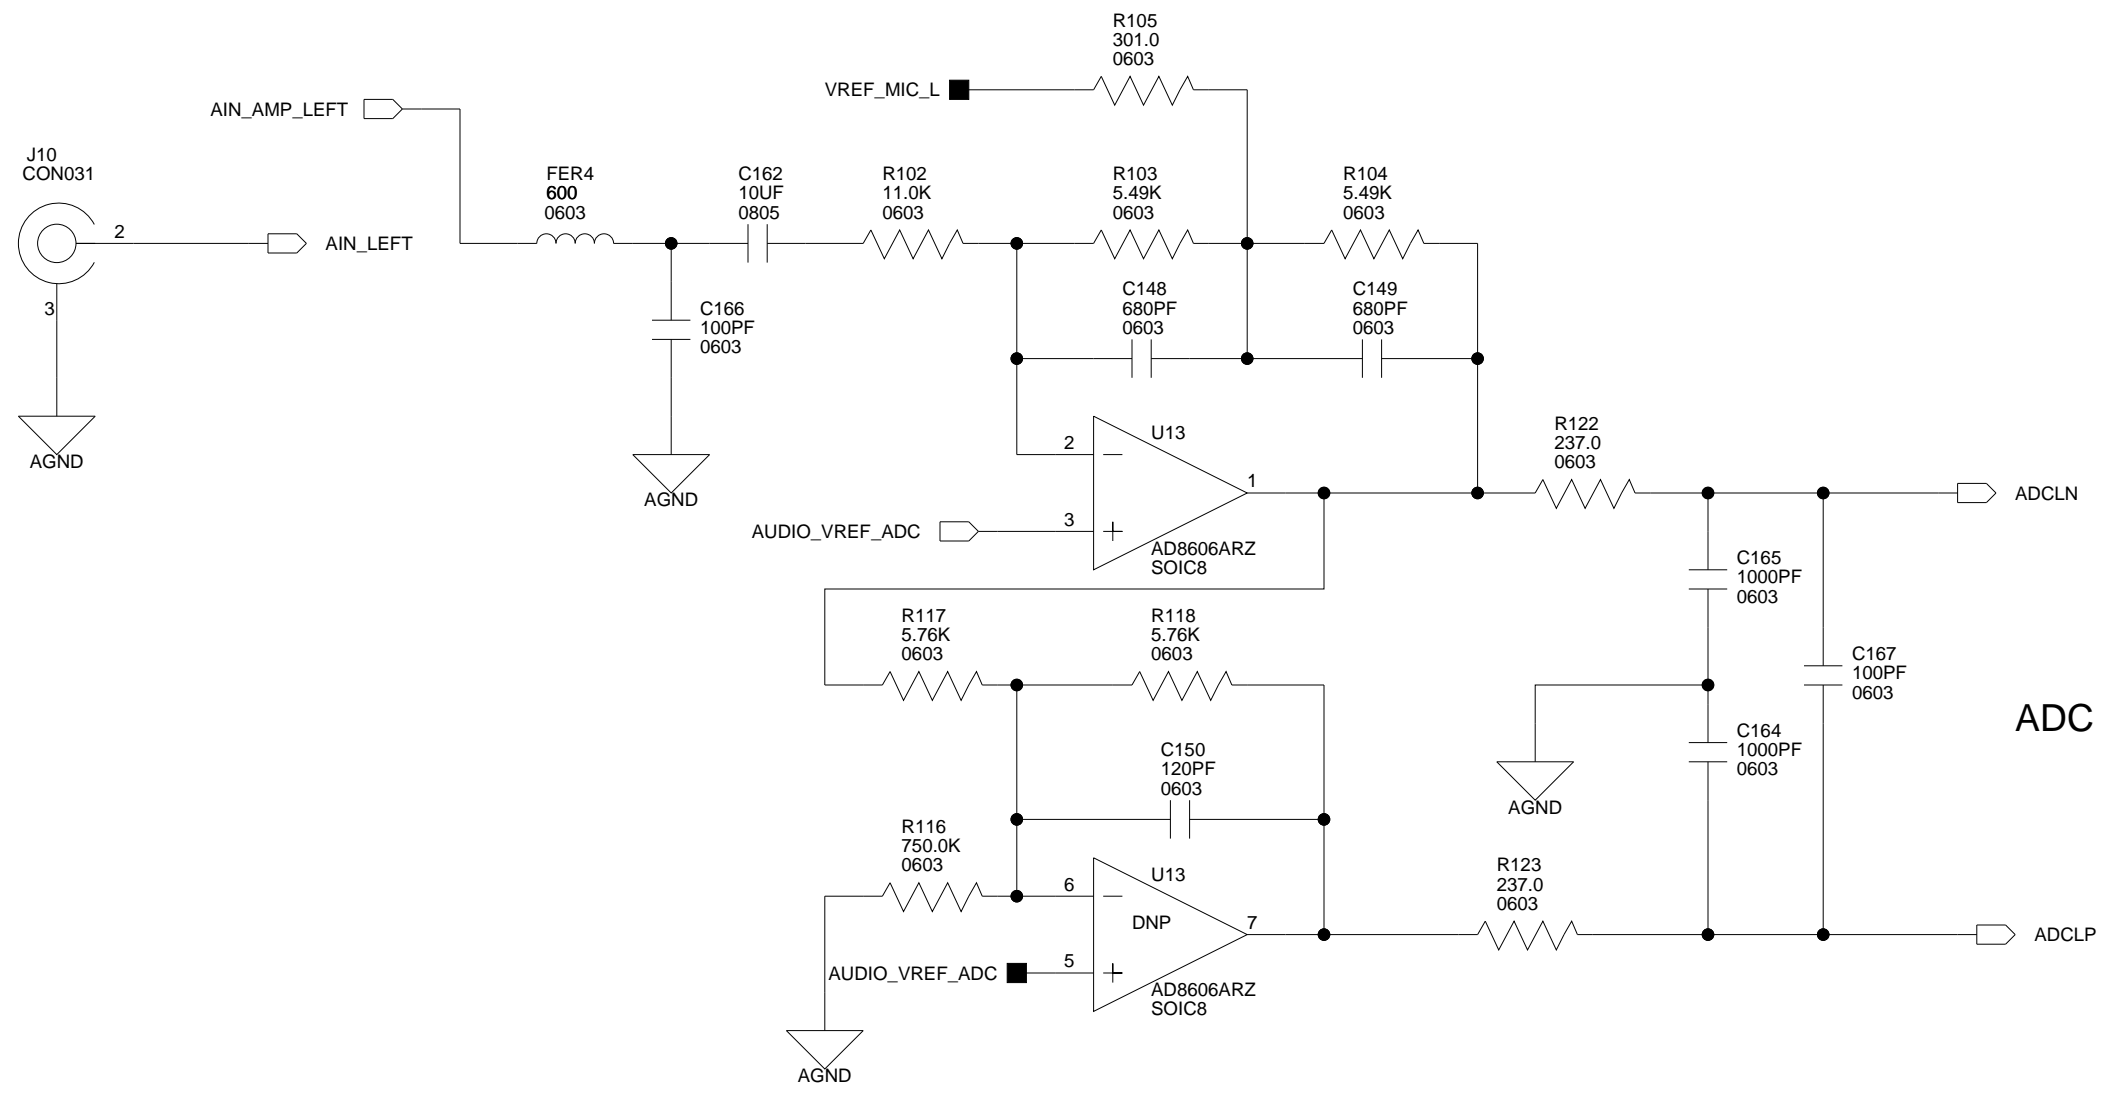 R105
301.0
0603
VREF_MIC_L
AIN_AMP_LEFT
J10
CON031
2
3
AIN_LEFT
AGND
FER4
600
0603
C162
10UF
0805
R102
11.0K
0603
R103
5.49K
0603
R104
5.49K
0603
C166
100PF
0603
AGND
C148
680PF
0603
C149
680PF
0603
2
U13
1
3
AUDIO_VREF_ADC
AD8606ARZ
SOIC8
R122
237.0
0603
ADCLN
C165
1000PF
0603
C167
100PF
0603
ADC
C164
1000PF
0603
AGND
R117
5.76K
0603
R118
5.76K
0603
C150
120PF
0603
R116
750.0K
0603
6
U13
DNP
7
5
AUDIO_VREF_ADC
AD8606ARZ
SOIC8
AGND
R123
237.0
0603
ADCLP